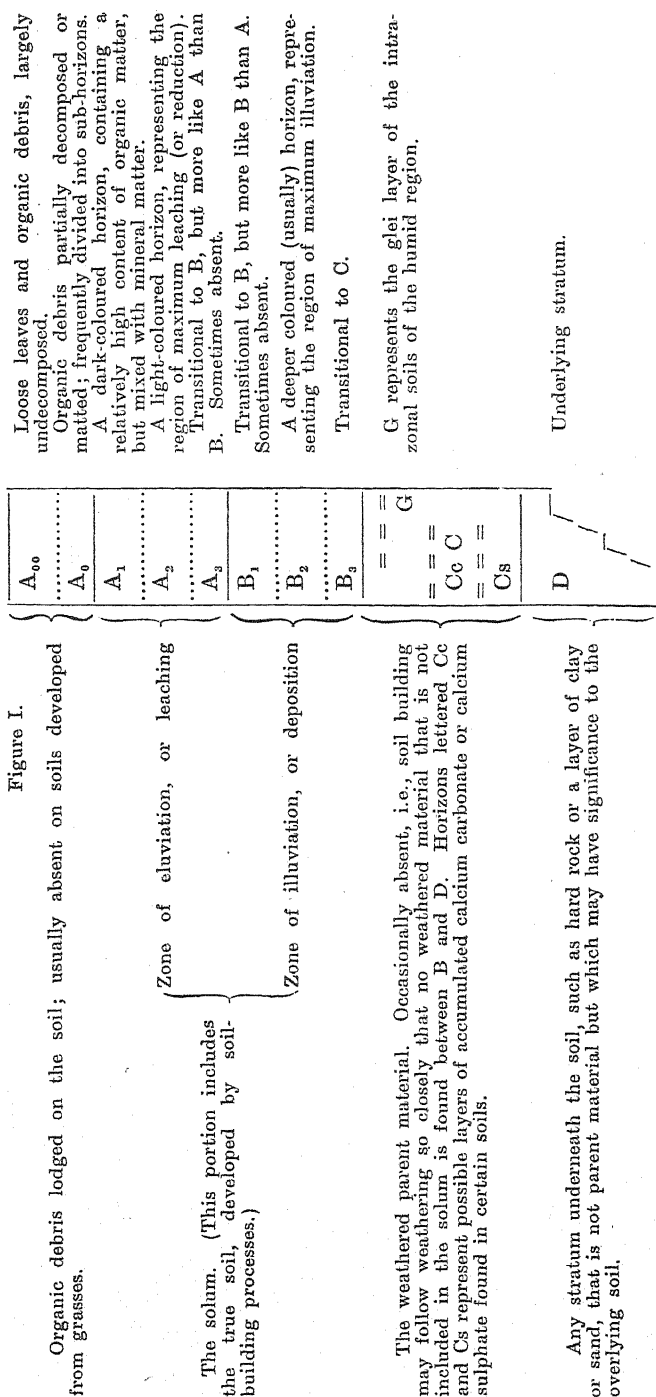 Figure I.
Organic debris lodged on the soil; usually absent on soils developed
from grasses.
The solum. (This portion includes
the true soil, developed by soil-
building processes.)
Zone of eluviation, or leaching
Zone of illuviation, or deposition
The weathered parent material. Occasionally absent, i.e., soil building
may follow weathering so closely that no weathered material that is not
included in the solum is found between B and D. Horizons lettered Cc
and Cs represent possible layers of accumulated calcium carbonate or calcium
sulphate found in certain soils.
Any stratum underneath the soil, such as hard rock or a layer of clay
or sand, that is not parent material but which may have significance to the
overlying soil.
A₀₀
A₀
A₁
A₂
A₃
B₁
B₂
B₃
G
Cc C
Cs
D
Loose leaves and organic debris, largely
undecomposed.
Organic debris partially decomposed or
matted; frequently divided into sub-horizons.
A dark-coloured horizon, containing a
relatively high content of organic matter,
but mixed with mineral matter.
A light-coloured horizon, representing the
region of maximum leaching (or reduction).
Transitional to B, but more like A than
B. Sometimes absent.
Transitional to B, but more like B than A.
Sometimes absent.
A deeper coloured (usually) horizon, repre-
senting the region of maximum illuviation.
Transitional to C.
G represents the glei layer of the intra-
zonal soils of the humid region.
Underlying stratum.